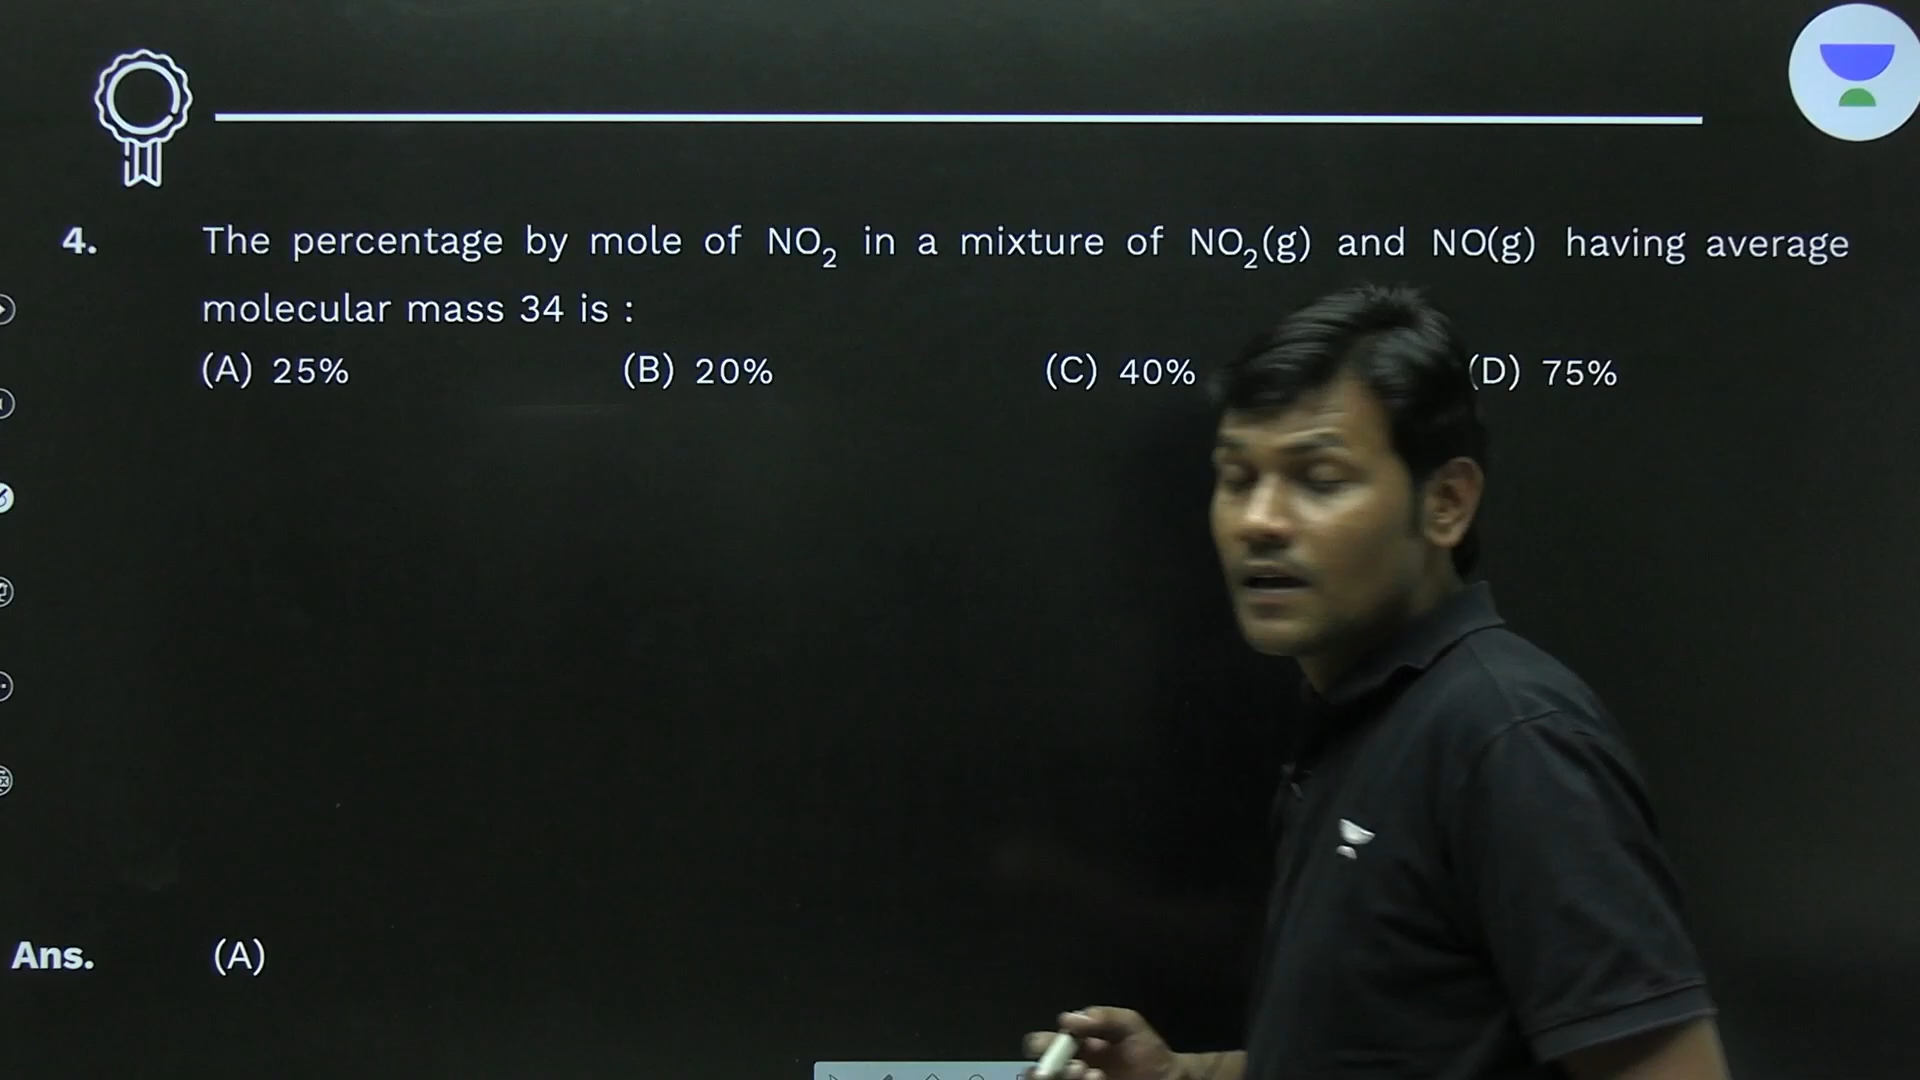 4. The percentage by mole of NO₂ in a mixture of NO₂(g) and NO(g) having average
molecular mass 34 is :
(A) 25% (B) 20% (C) 40% (D) 75%
Ans. (A)